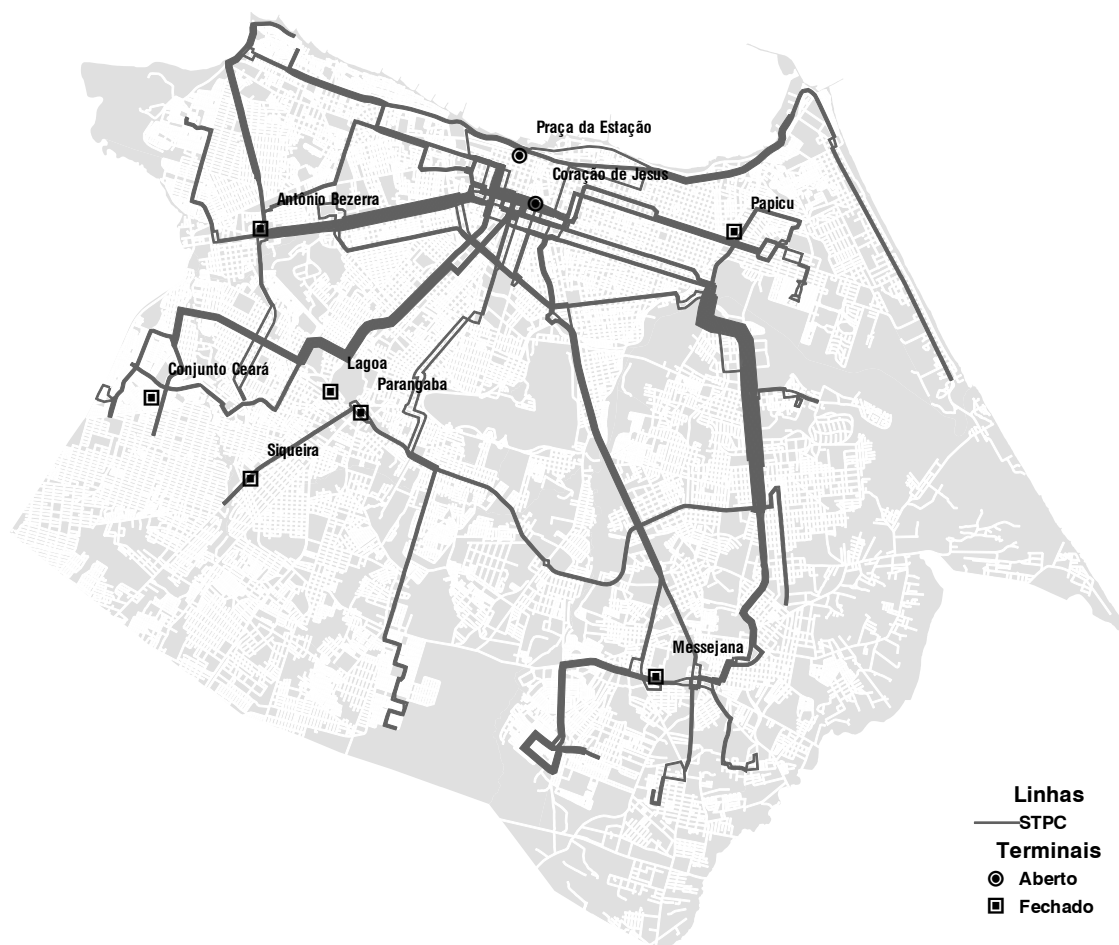 Praça da Estação
Coração de Jesus
Papicu
Antônio Bezerra
Lagoa
Conjunto Ceará
Parangaba
Siqueira
Messejana
Linhas
STPC
Terminais
Aberto
Fechado